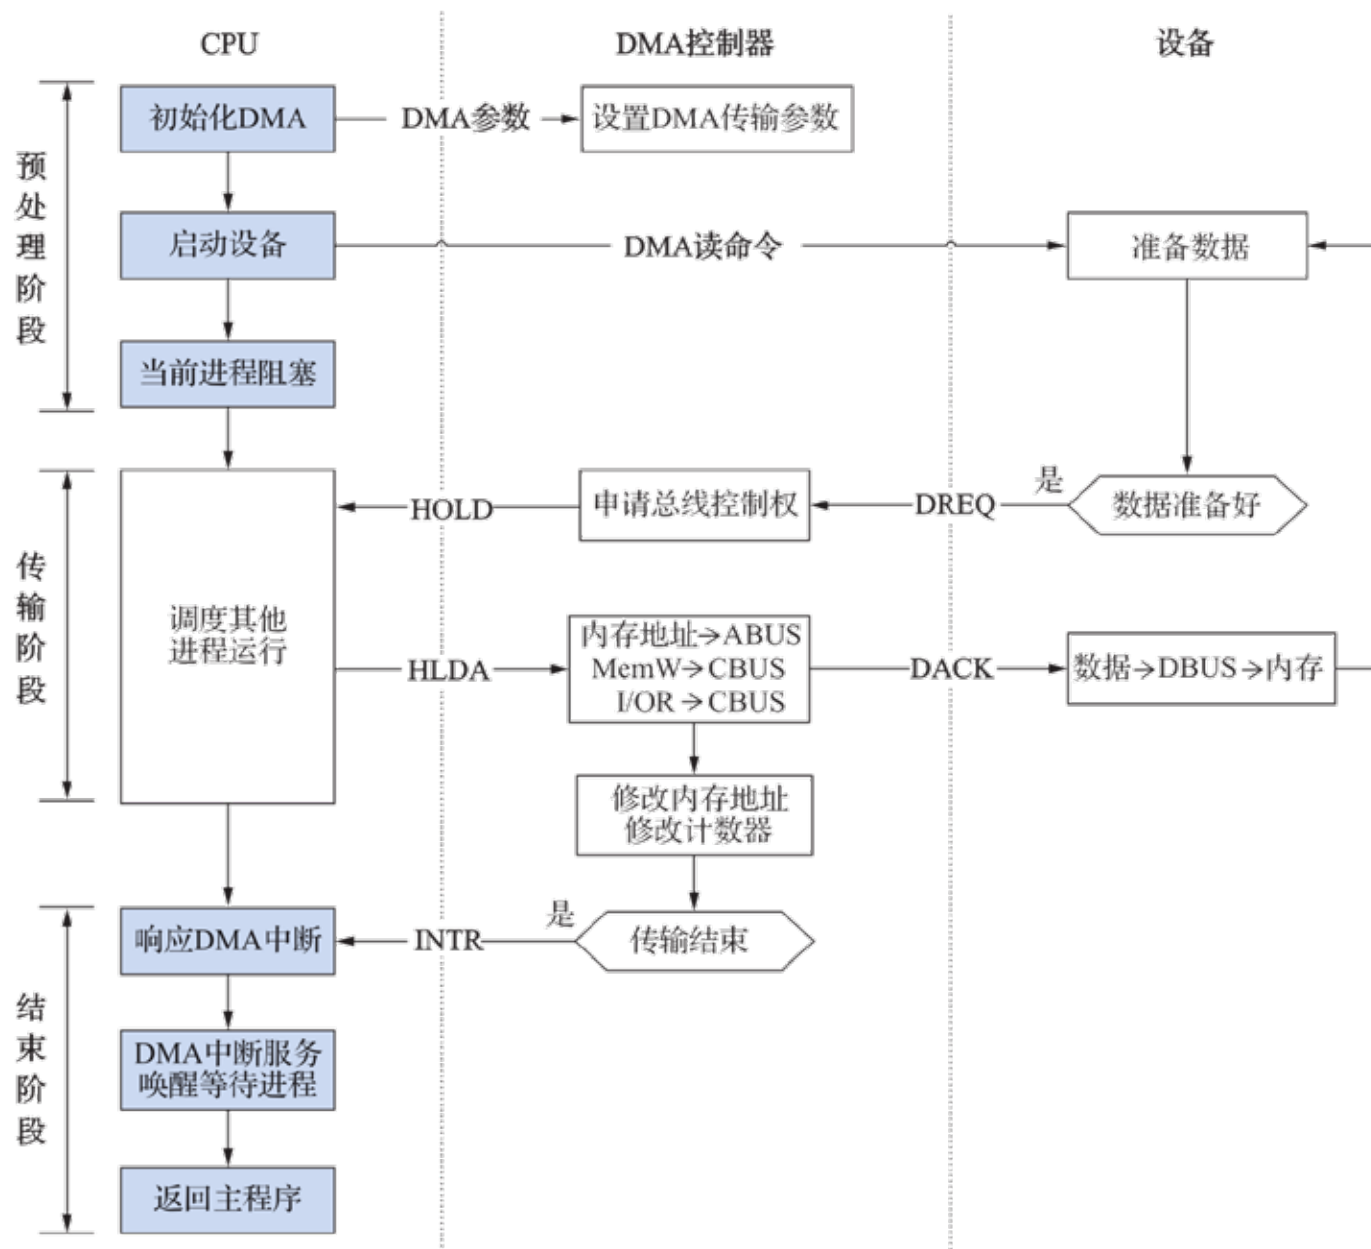 CPU
DMA控制器
设备
预处理阶段
初始化DMA
DMA参数
设置DMA传输参数
启动设备
DMA读命令
准备数据
当前进程阻塞
传输阶段
调度其他
进程运行
HOLD
申请总线控制权
DREQ
是
数据准备好
HLDA
内存地址→ABUS
MemW→CBUS
I/OR→CBUS
DACK
数据→DBUS→内存
修改内存地址
修改计数器
结束阶段
响应DMA中断
INTR
是
传输结束
DMA中断服务
唤醒等待进程
返回主程序